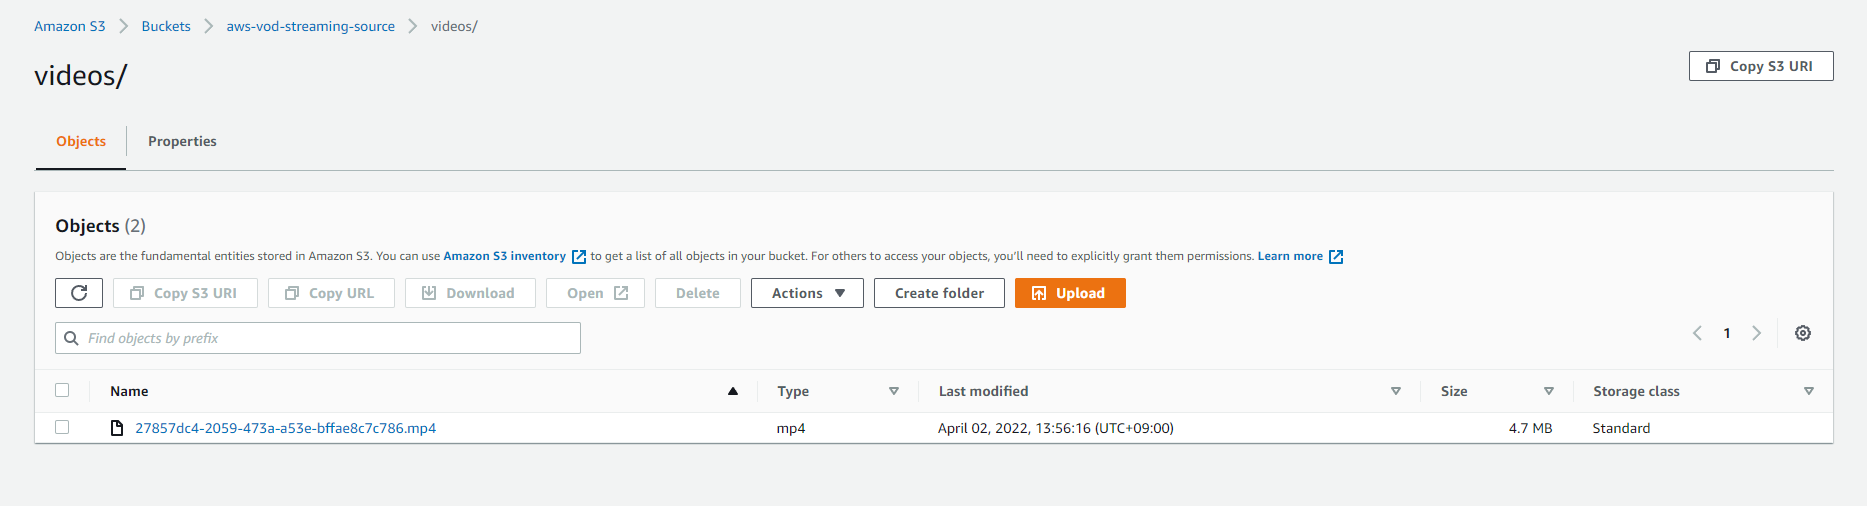 Amazon S3 > Buckets > aws-vod-streaming-source > videos/
videos/
Copy S3 URI
Objects
Properties
Objects (2)
Objects are the fundamental entities stored in Amazon S3. You can use Amazon S3 inventory to get a list of all objects in your bucket. For others to access your objects, you'll need to explicitly grant them permissions. Learn more
Copy S3 URI Copy URL Download Open Delete Actions Create folder Upload
Find objects by prefix
1
Name Type Last modified Size Storage class
27857dc4-2059-473a-a53e-bffae8c7c786.mp4 mp4 April 02, 2022, 13:56:16 (UTC+09:00) 4.7 MB Standard